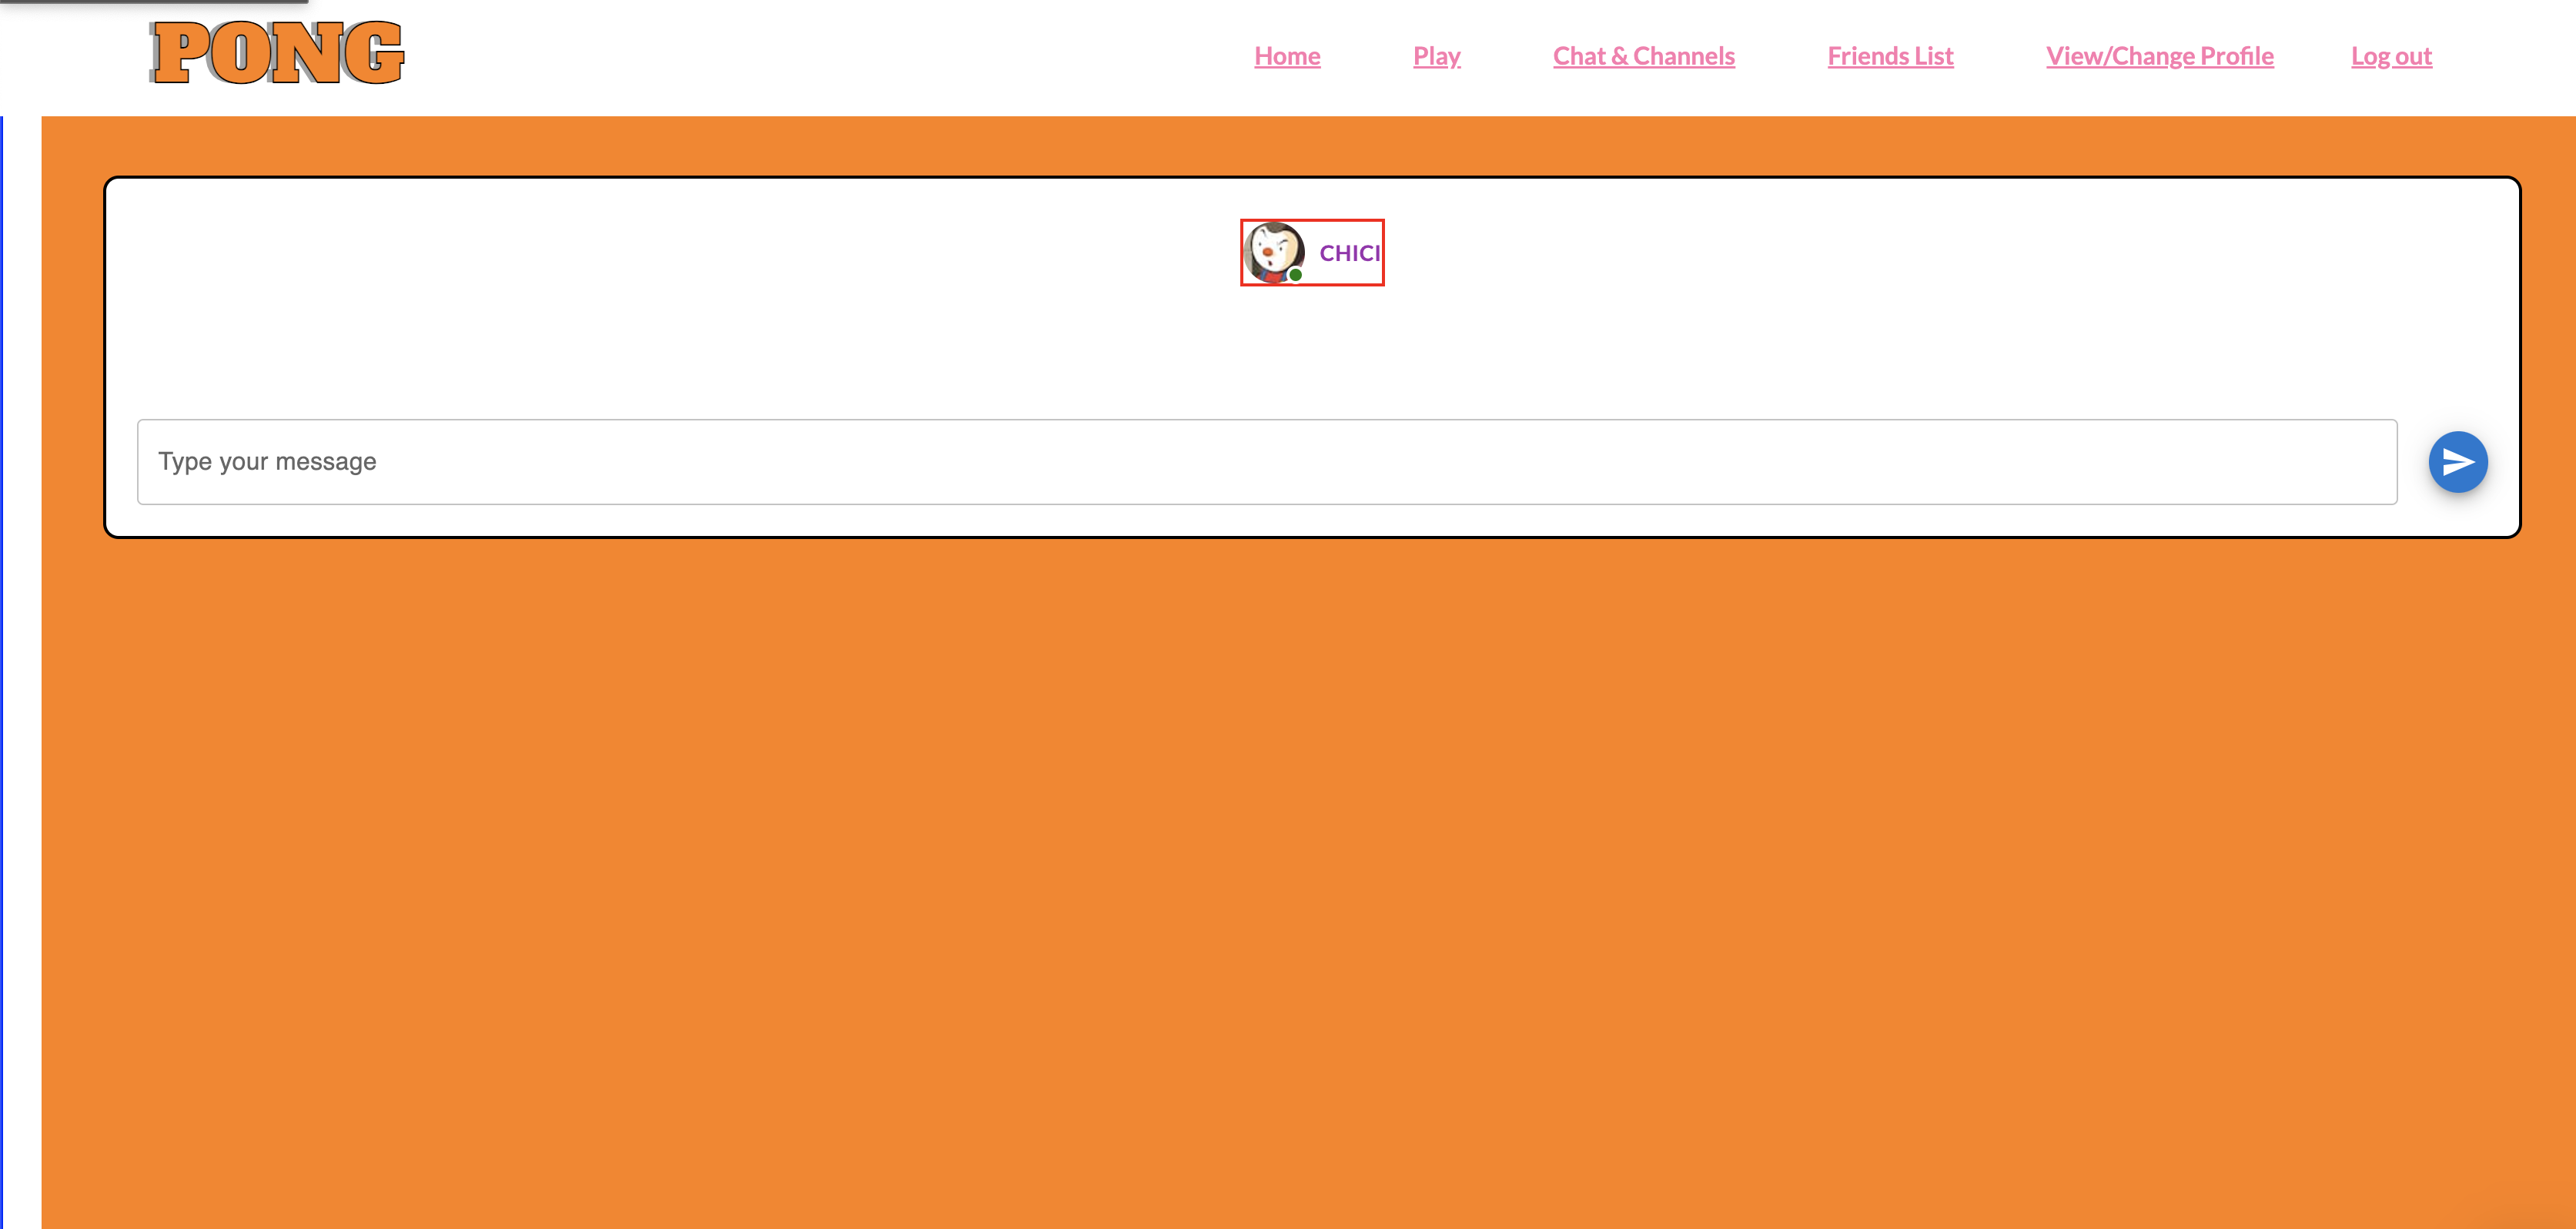 PONG
Home Play Chat & Channels Friends List View/Change Profile Log out
CHICI
Type your message